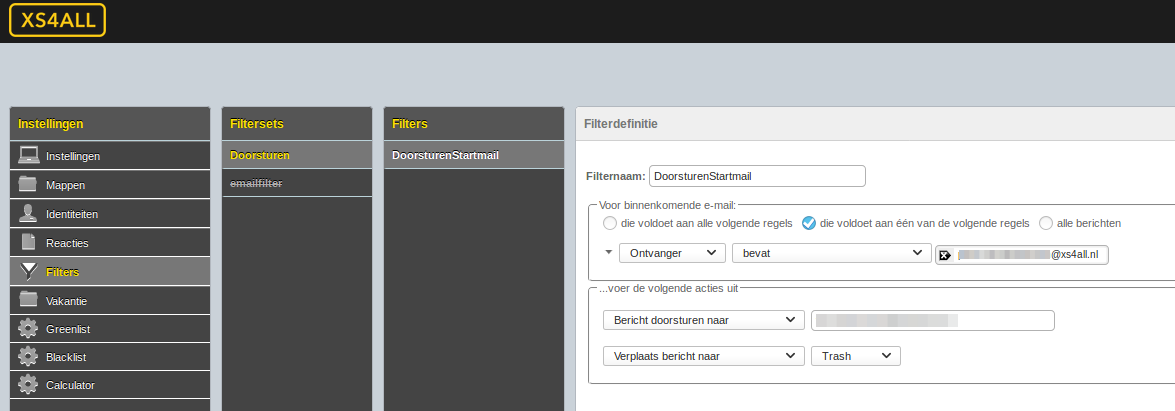 XS4ALL
Instellingen
Instellingen
Mappen
Identiteiten
Reacties
Filters
Vakantie
Greenlist
Blacklist
Calculator
Filtersets
Doorsturen
emailfilter
Filters
DoorsturenStartmail
Filterdefinitie
Filternaam: DoorsturenStartmail
Voor binnenkomende e-mail:
die voldoet aan alle volgende regels die voldoet aan één van de volgende regels alle berichten
Ontvanger bevat @xs4all.nl
...voer de volgende acties uit
Bericht doorsturen naar
Verplaats bericht naar Trash